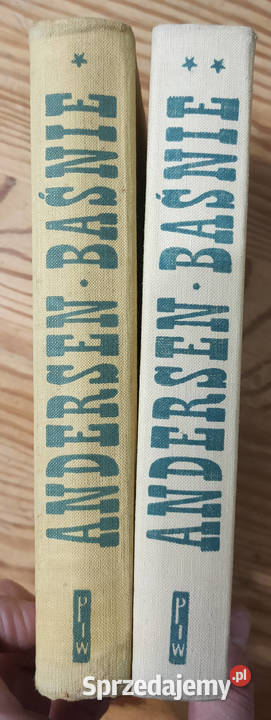 ANDERSEN · BAŚNIE *
PIW
ANDERSEN · BAŚNIE **
PIW
Sprzedajemy.pl